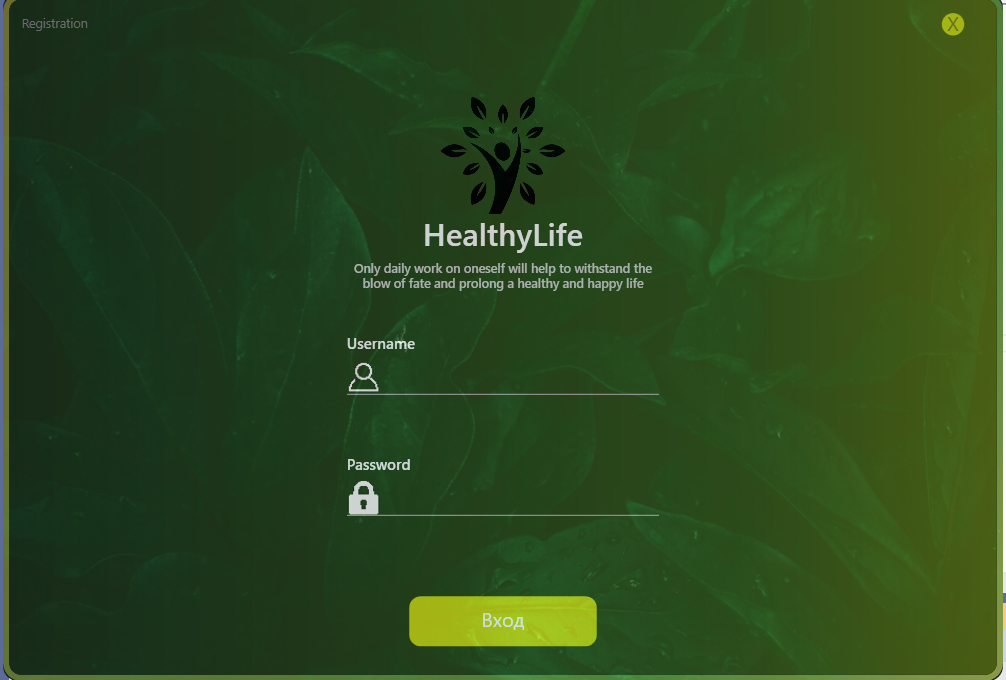 Registration
X
HealthyLife
Only daily work on oneself will help to withstand the
blow of fate and prolong a healthy and happy life
Username
Password
Вход